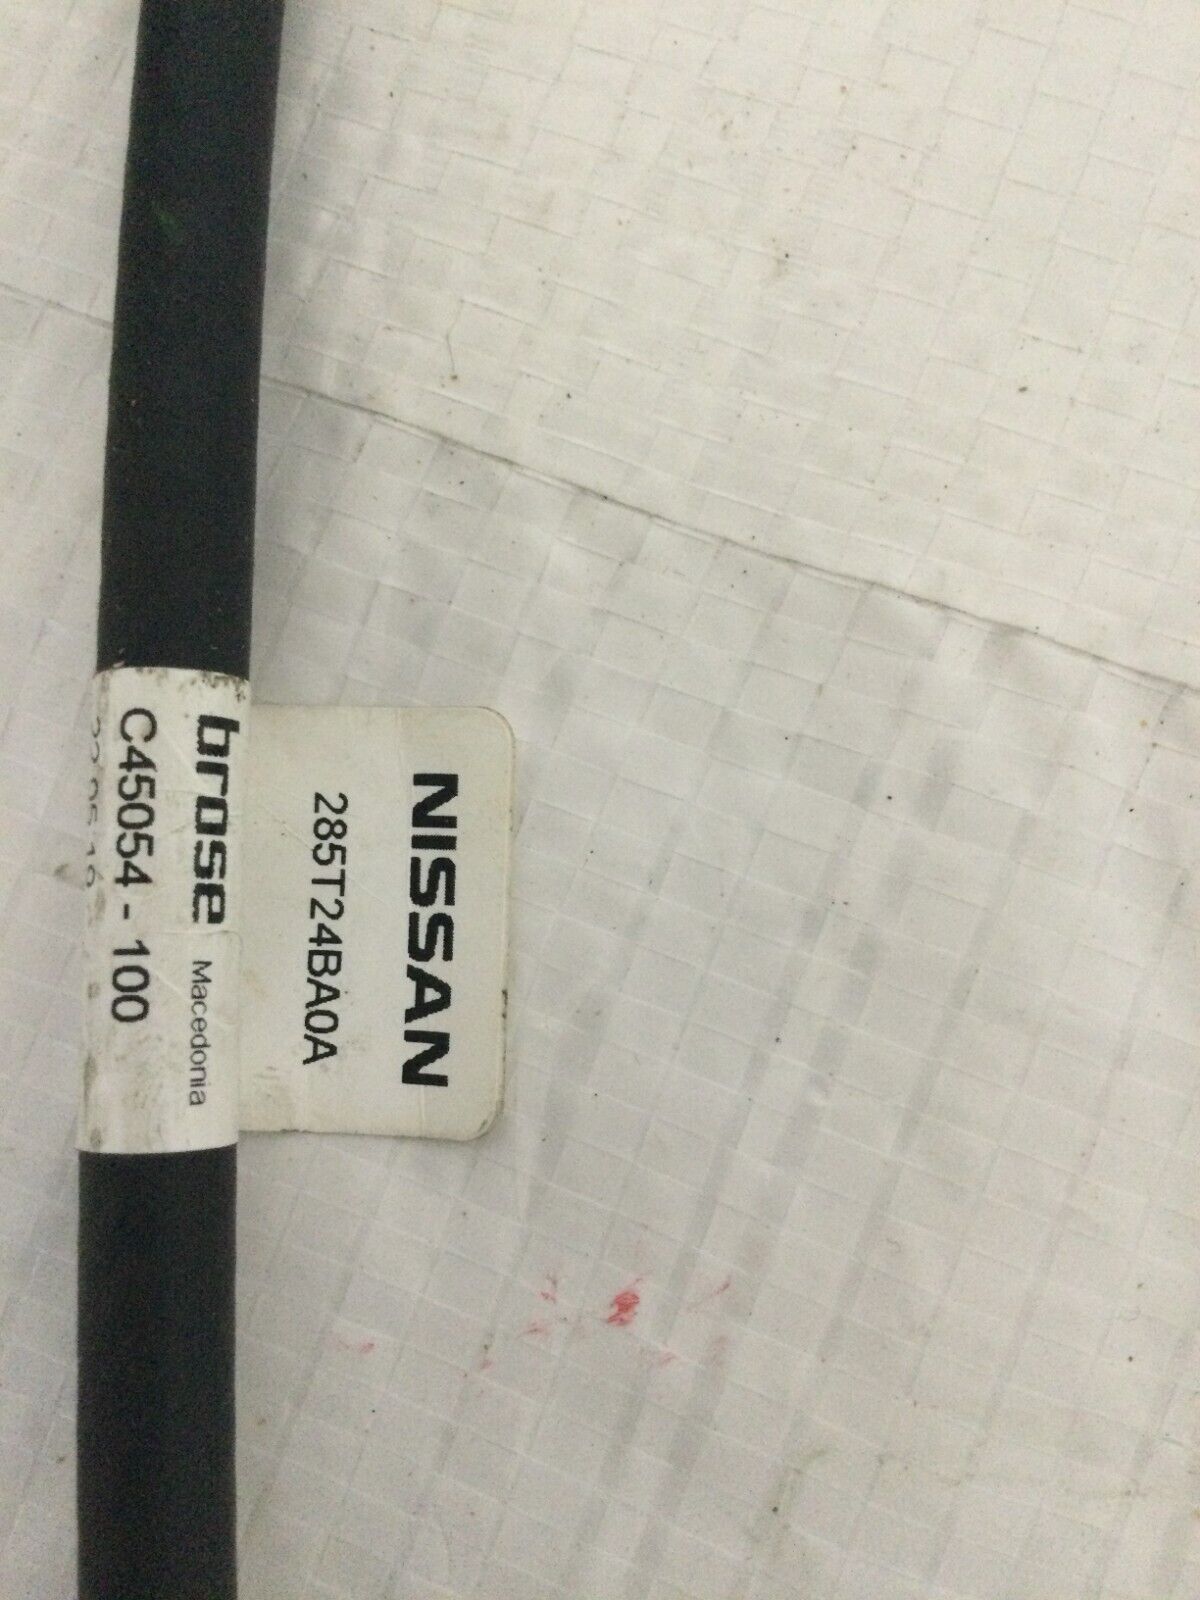 NISSAN
285T24BA0A
brose Macedonia
C45054-100